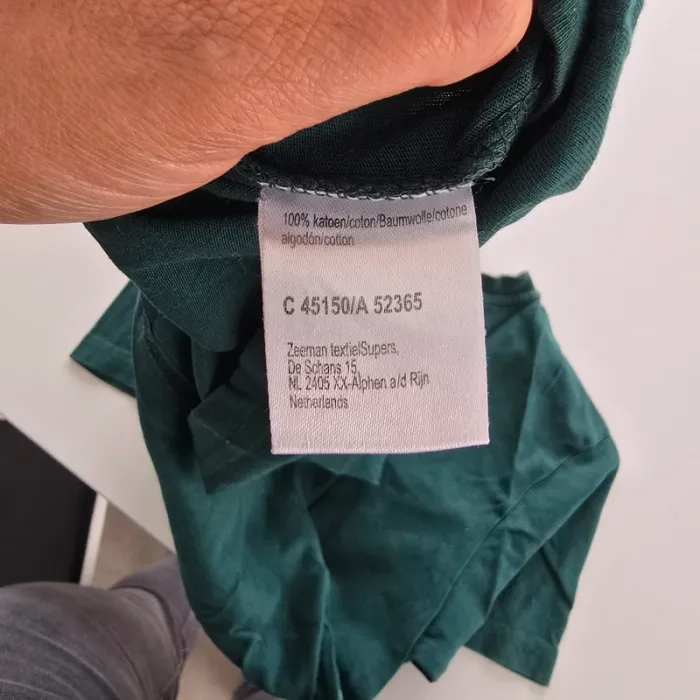 100% katoen/coton/Baumwolle/cotone
algodón/cotton
C 45150/A 52365
Zeeman textielSupers,
De Schans 15,
NL 2405 XX-Alphen a/d Rijn
Netherlands